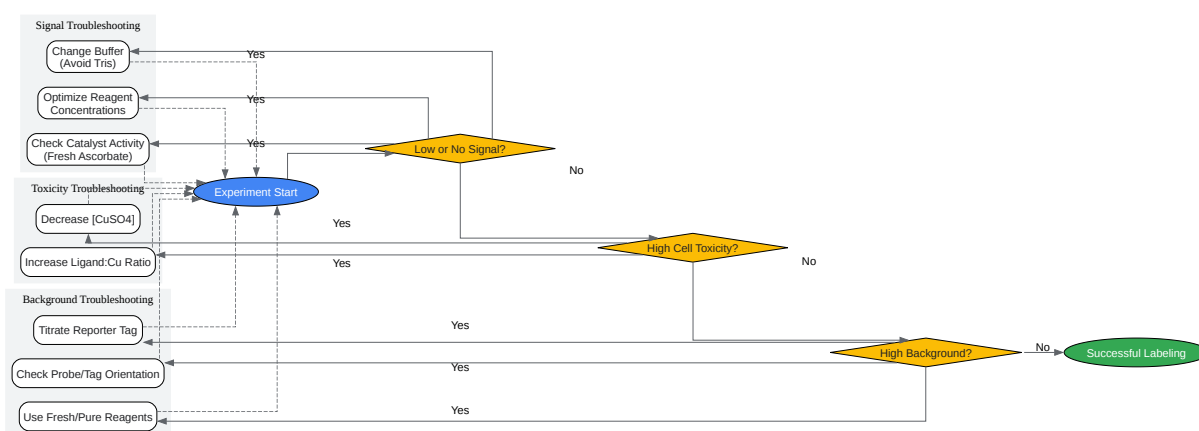 Signal Troubleshooting
Change Buffer
(Avoid Tris)
Yes
Optimize Reagent
Concentrations
Yes
Check Catalyst Activity
(Fresh Ascorbate)
Yes
Low or No Signal?
No
Toxicity Troubleshooting
Experiment Start
Decrease [CuSO4]
Yes
High Cell Toxicity?
No
Increase Ligand:Cu Ratio
Yes
Background Troubleshooting
Titrate Reporter Tag
Yes
High Background?
No
Successful Labeling
Check Probe/Tag Orientation
Yes
Use Fresh/Pure Reagents
Yes